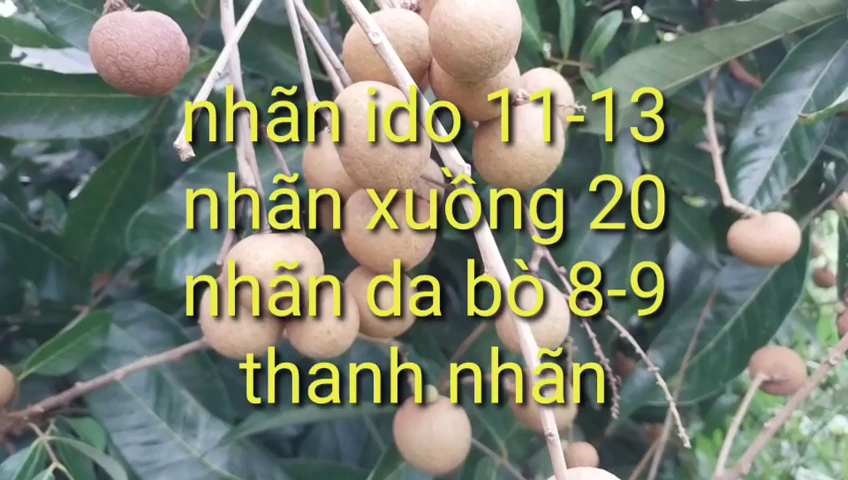 nhãn ido 11-13
nhãn xuồng 20
nhãn da bò 8-9
thanh nhãn